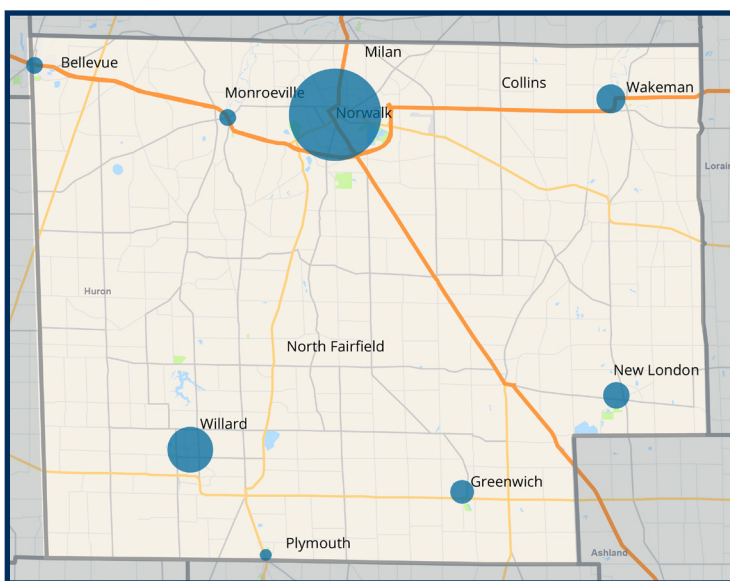 Milan
Bellevue
Collins
Wakeman
Monroeville
Norwalk
Lorain
Huron
North Fairfield
New London
Willard
Greenwich
Plymouth
Ashland